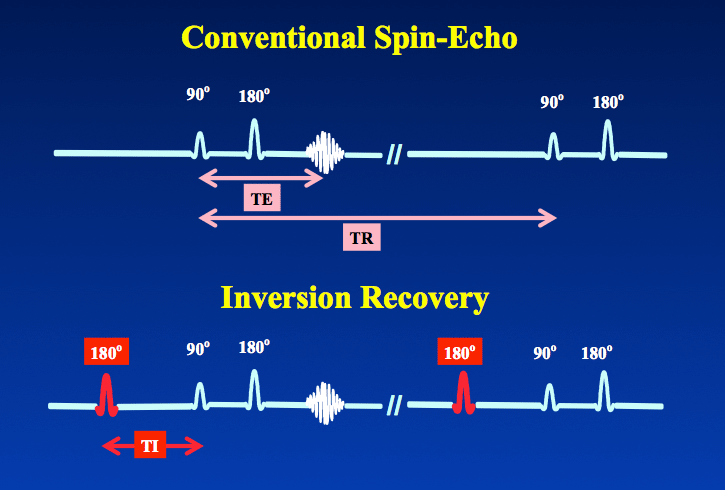 Conventional Spin-Echo
90° 180° 90° 180°
//
TE
TR
Inversion Recovery
180° 90° 180° 180° 90° 180°
//
TI